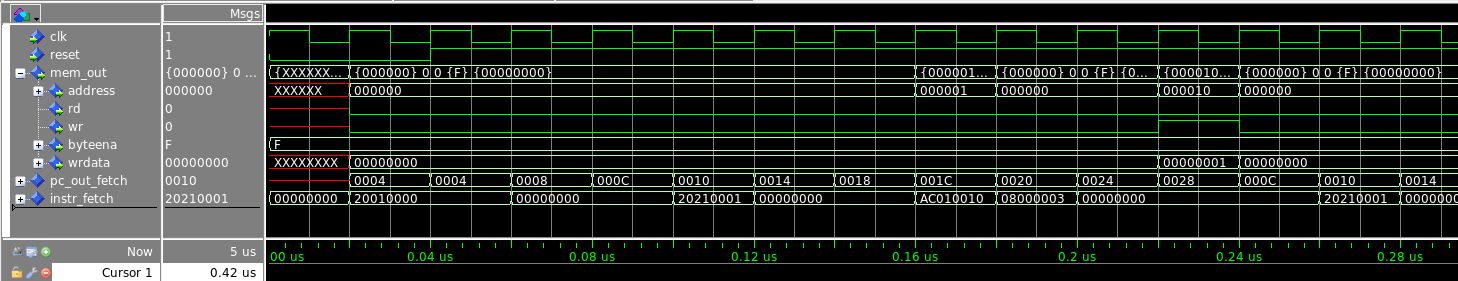 Msgs
clk 1
reset 1
mem_out {000000} 0 ... {XXXXXX... {000000} 0 0 {F} {00000000} {000001... {000000} 0 0 {F} {0... {000010... {000000} 0 0 {F} {00000000}
address 000000 XXXXXX 000000 000001 000000 000010 000000
rd 0
wr 0
byteena F F
wrdata 00000000 XXXXXXXX 00000000 00000001 00000000
pc_out_fetch 0010 0004 0004 0008 000C 0010 0014 0018 001C 0020 0024 0028 000C 0010 0014
instr_fetch 20210001 00000000 20010000 00000000 20210001 00000000 AC010010 08000003 00000000 20210001 0000000
Now 5 us 00 us 0.04 us 0.08 us 0.12 us 0.16 us 0.2 us 0.24 us 0.28 us
Cursor 1 0.42 us